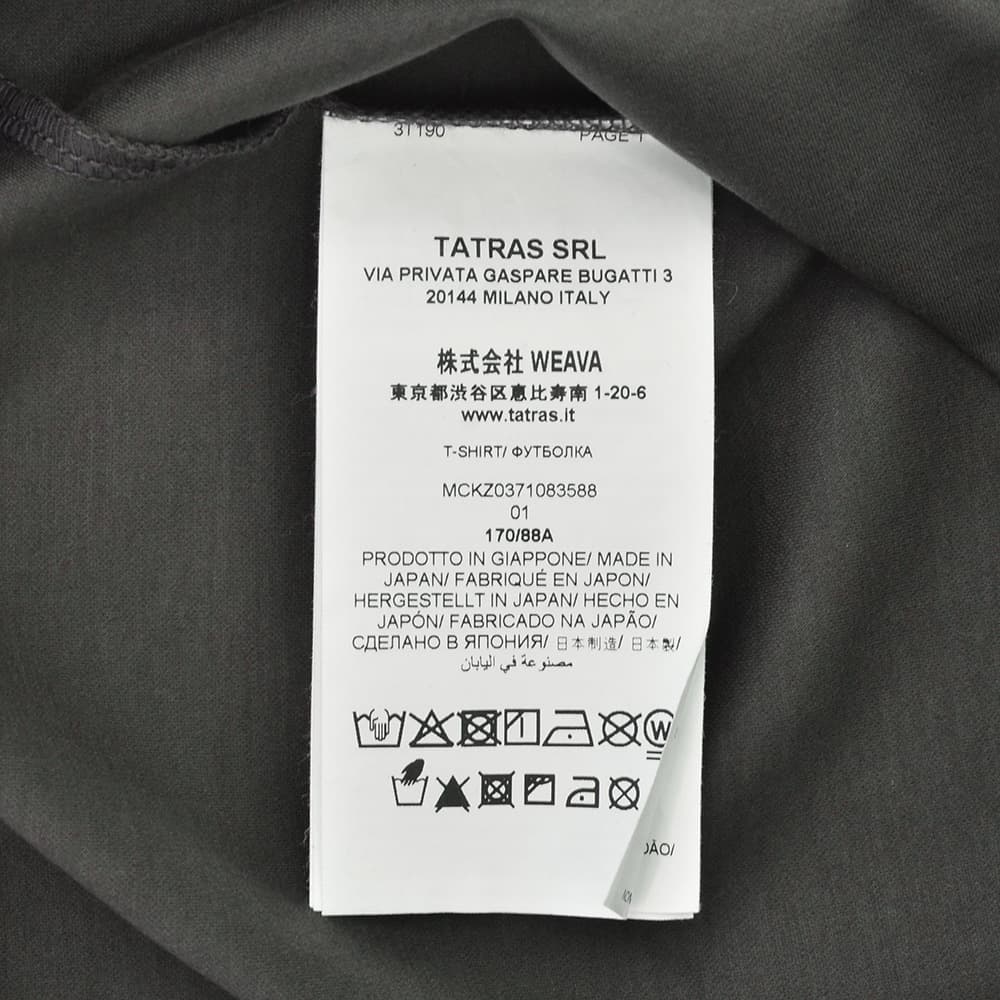 31190
PAGE 1
TATRAS SRL
VIA PRIVATA GASPARE BUGATTI 3
20144 MILANO ITALY
株式会社 WEAVA
東京都渋谷区恵比寿南 1-20-6
www.tatras.it
T-SHIRT/ ФУТБОЛКА
MCKZ0371083588
01
170/88A
PRODOTTO IN GIAPPONE/ MADE IN
JAPAN/ FABRIQUÉ EN JAPON/
HERGESTELLT IN JAPAN/ HECHO EN
JAPÓN/ FABRICADO NA JAPÃO/
СДЕЛАНО В ЯПОНИЯ/ 日本制造/ 日本製/
مصنوعة في اليابان
W